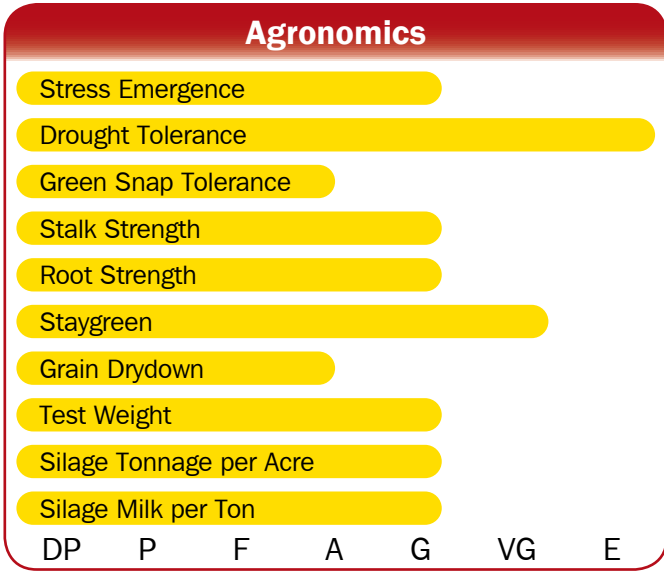 Agronomics
Stress Emergence
Drought Tolerance
Green Snap Tolerance
Stalk Strength
Root Strength
Staygreen
Grain Drydown
Test Weight
Silage Tonnage per Acre
Silage Milk per Ton
DP P F A G VG E